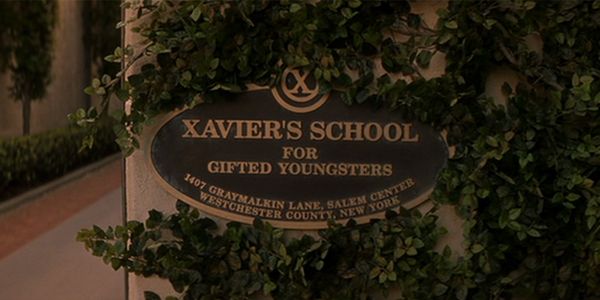 X
XAVIER'S SCHOOL
FOR
GIFTED YOUNGSTERS
1407 GRAYMALKIN LANE, SALEM CENTER
WESTCHESTER COUNTY, NEW YORK